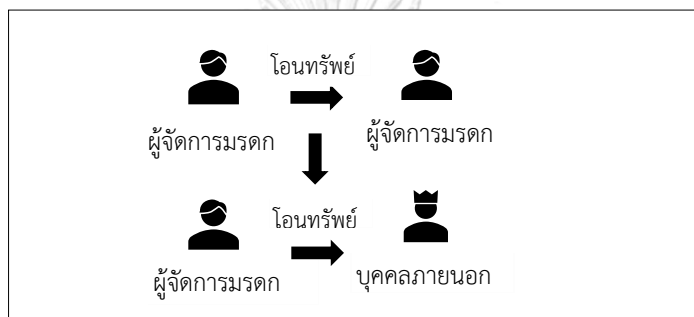 โอนทรัพย์
ผู้จัดการมรดก ผู้จัดการมรดก
โอนทรัพย์
ผู้จัดการมรดก บุคคลภายนอก